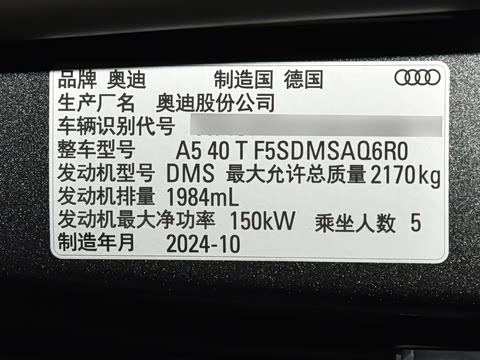 品牌 奥迪 制造国 德国
生产厂名 奥迪股份公司
车辆识别代号
整车型号 A5 40 T F5SDMSAQ6R0
发动机型号 DMS 最大允许总质量 2170kg
发动机排量 1984mL
发动机最大净功率 150kW 乘坐人数 5
制造年月 2024-10